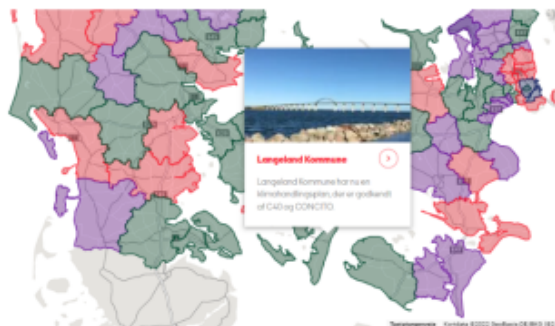 Langeland Kommune
Langeland Kommune har nu en
klimahandlingsplan, der er godkendt
af C40 og CONCITO.